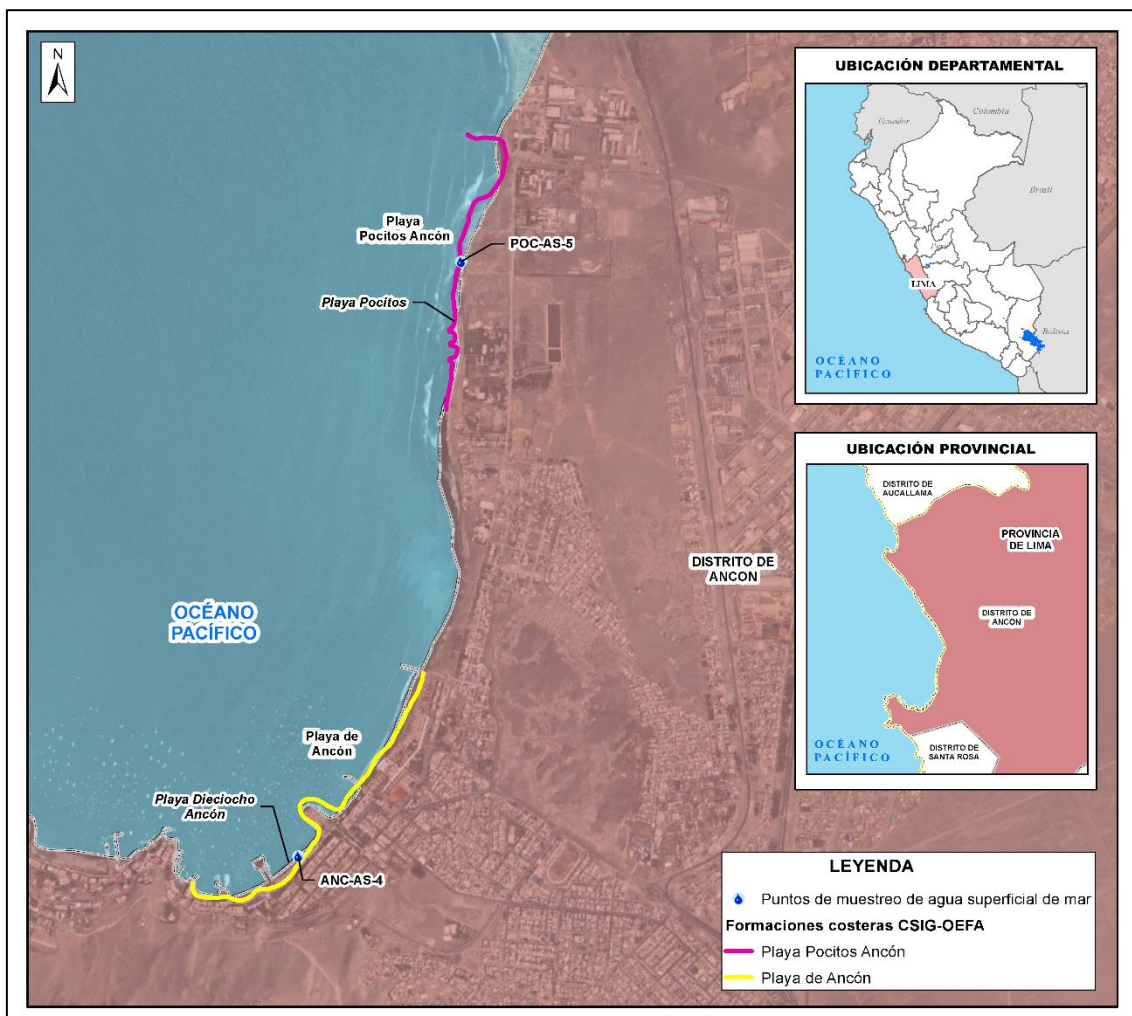 N
Playa
Pocitos Ancón
POC-AS-5
Playa Pocitos
DISTRITO DE
ANCON
OCÉANO
PACÍFICO
Playa de
Ancón
Playa Dieciocho
Ancón
ANC-AS-4
UBICACIÓN DEPARTAMENTAL
Ecuador
Colombia
Brasil
Perú
LIMA
Bolivia
OCÉANO
PACÍFICO
UBICACIÓN PROVINCIAL
DISTRITO DE
AUCALLAMA
PROVINCIA
DE LIMA
DISTRITO DE
ANCON
OCÉANO
PACÍFICO
DISTRITO DE
SANTA ROSA
LEYENDA
Puntos de muestreo de agua superficial de mar
Formaciones costeras CSIG-OEFA
Playa Pocitos Ancón
Playa de Ancón